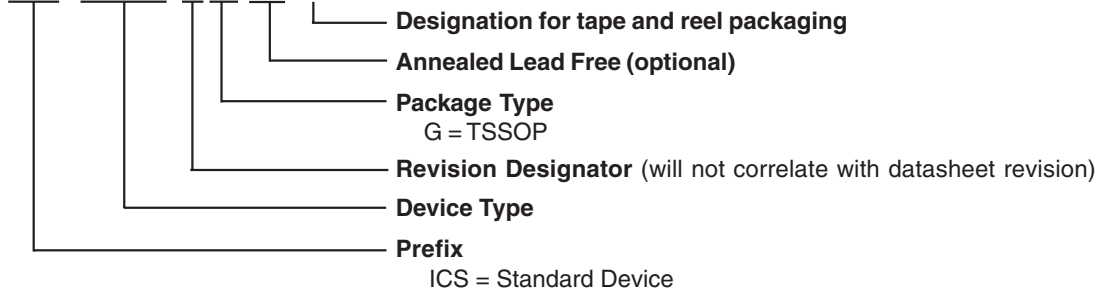 Designation for tape and reel packaging
Annealed Lead Free (optional)
Package Type
G = TSSOP
Revision Designator (will not correlate with datasheet revision)
Device Type
Prefix
ICS = Standard Device